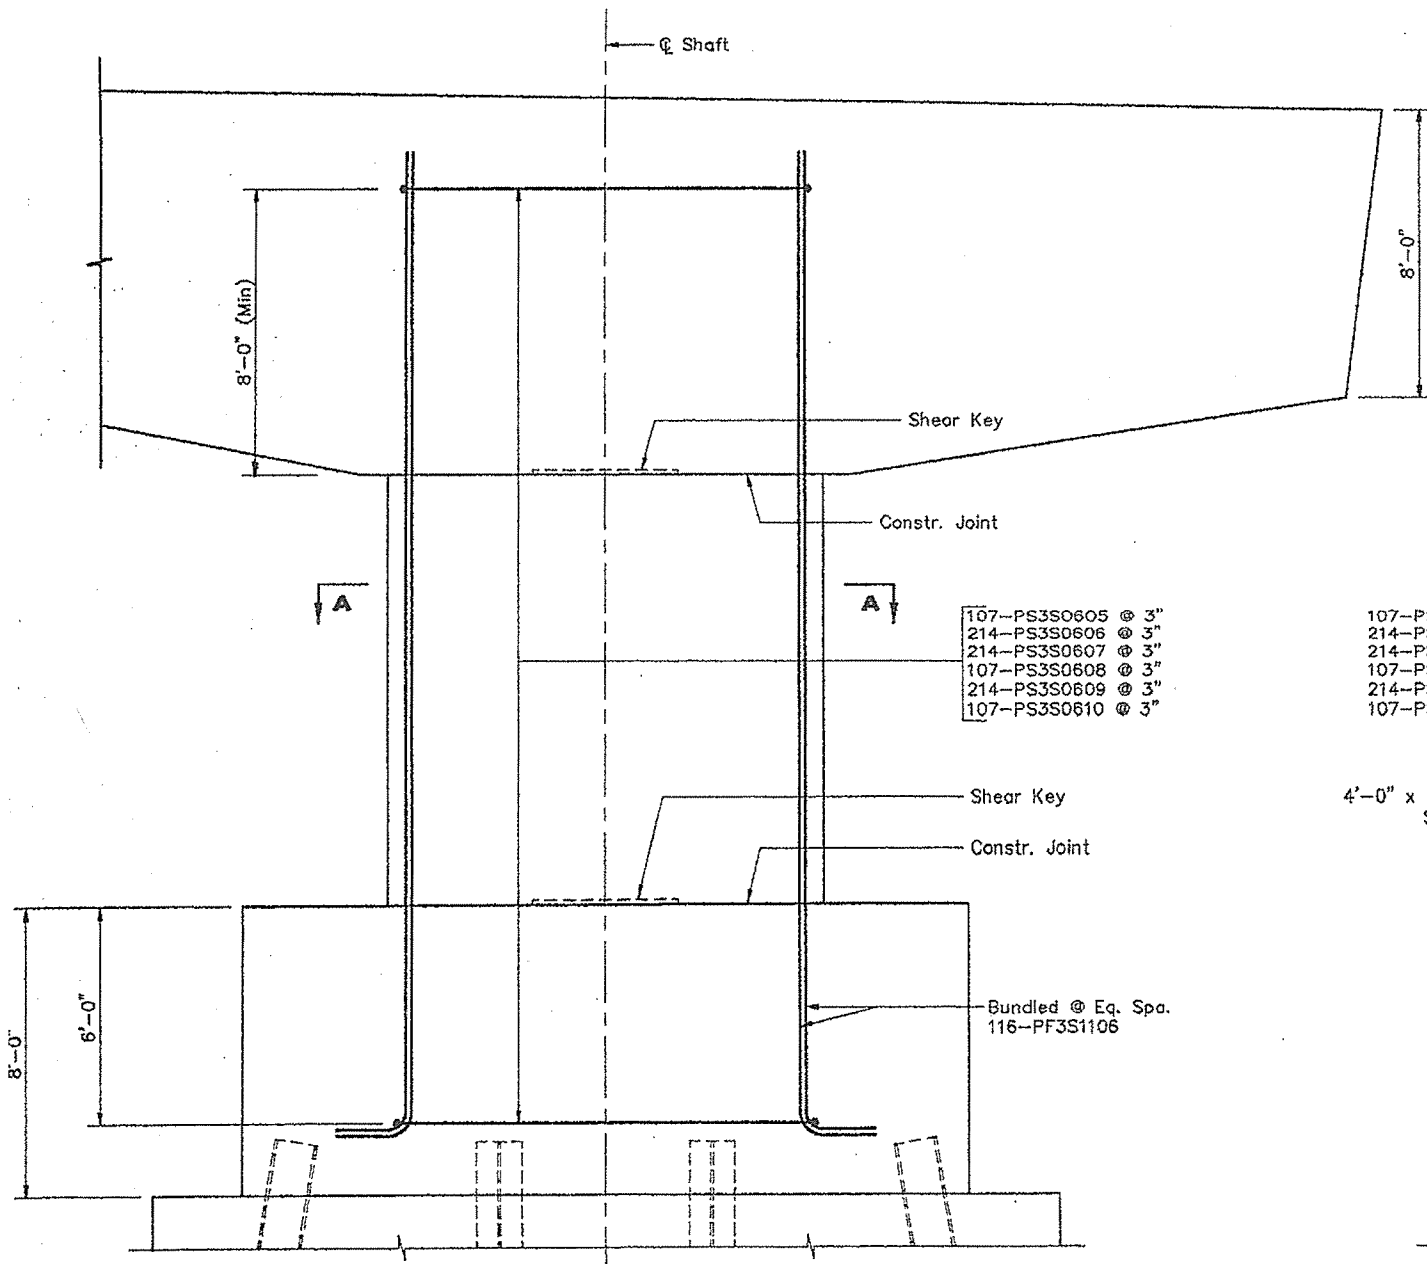 ℄ Shaft
8'-0"
8'-0" (Min)
Shear Key
Constr. Joint
A
A
107-PS3S0605 @ 3"
214-PS3S0606 @ 3"
214-PS3S0607 @ 3"
107-PS3S0608 @ 3"
214-PS3S0609 @ 3"
107-PS3S0610 @ 3"
107-P
214-P
214-P
107-P
214-P
107-P
Shear Key
4'-0" x
Constr. Joint
Bundled @ Eq. Spa.
116-PF3S1106
6'-0"
8'-0"